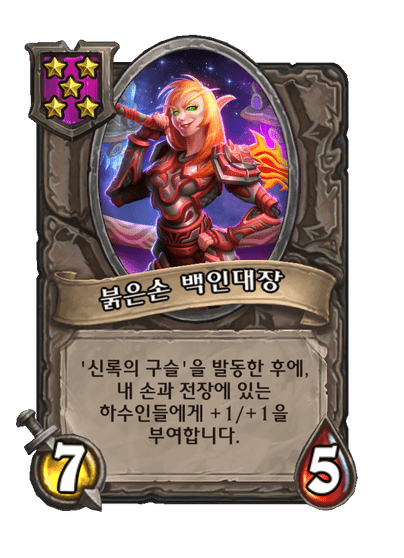 붉은손 백인대장
'신록의 구슬'을 발동한 후에,
내 손과 전장에 있는
하수인들에게 +1/+1을
부여합니다.
7
5